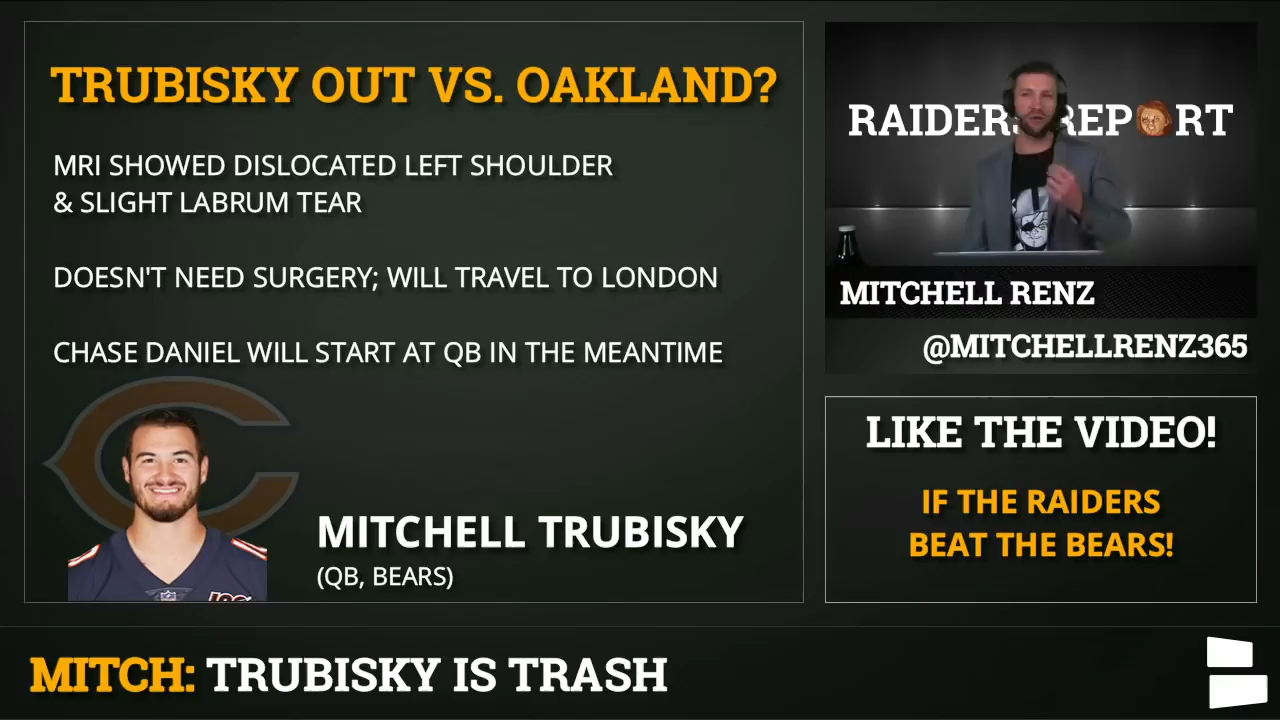 TRUBISKY OUT VS. OAKLAND?
MRI SHOWED DISLOCATED LEFT SHOULDER
& SLIGHT LABRUM TEAR
DOESN'T NEED SURGERY; WILL TRAVEL TO LONDON
CHASE DANIEL WILL START AT QB IN THE MEANTIME
MITCHELL TRUBISKY
(QB, BEARS)
RAIDERS REPORT
MITCHELL RENZ
@MITCHELLRENZ365
LIKE THE VIDEO!
IF THE RAIDERS
BEAT THE BEARS!
MITCH: TRUBISKY IS TRASH